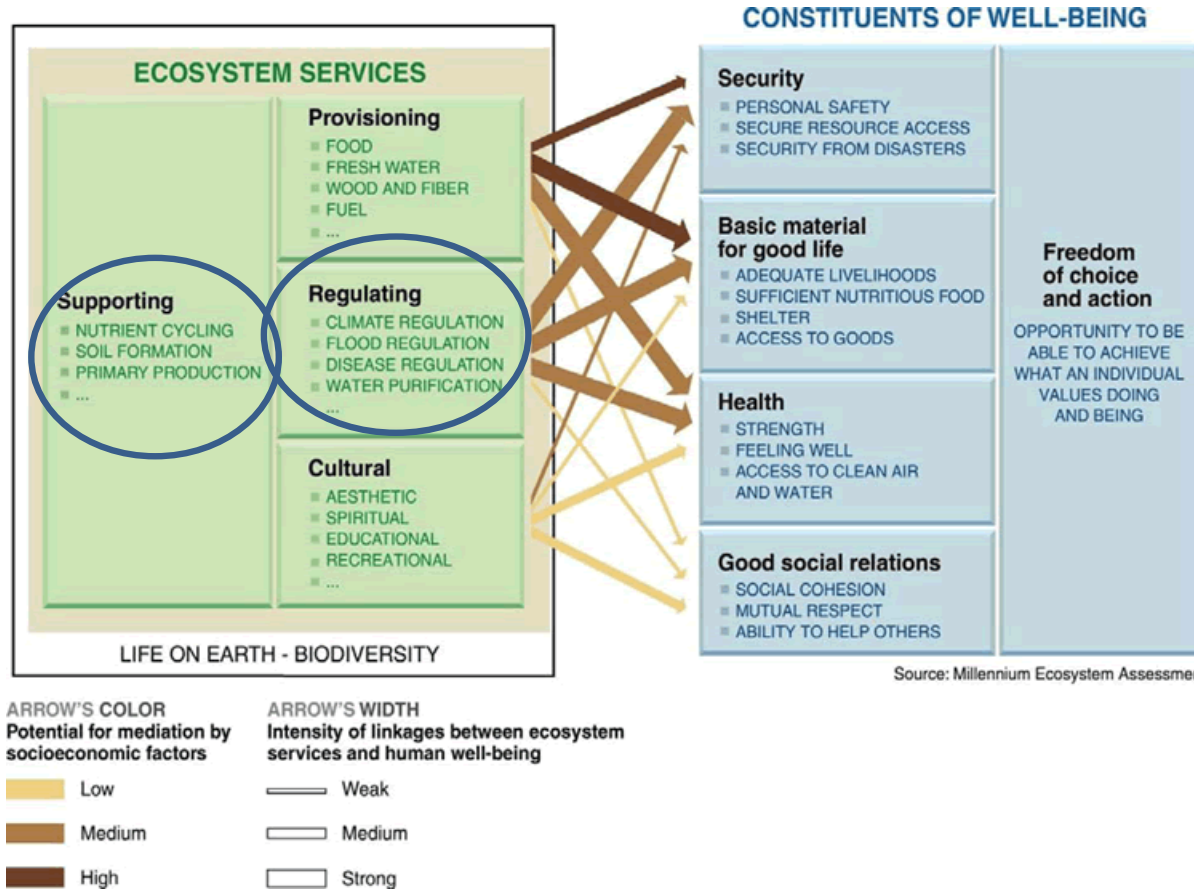 CONSTITUENTS OF WELL-BEING
ECOSYSTEM SERVICES
Supporting
NUTRIENT CYCLING
SOIL FORMATION
PRIMARY PRODUCTION
...
Provisioning
FOOD
FRESH WATER
WOOD AND FIBER
FUEL
...
Regulating
CLIMATE REGULATION
FLOOD REGULATION
DISEASE REGULATION
WATER PURIFICATION
...
Cultural
AESTHETIC
SPIRITUAL
EDUCATIONAL
RECREATIONAL
...
LIFE ON EARTH - BIODIVERSITY
Security
PERSONAL SAFETY
SECURE RESOURCE ACCESS
SECURITY FROM DISASTERS
Basic material
for good life
ADEQUATE LIVELIHOODS
SUFFICIENT NUTRITIOUS FOOD
SHELTER
ACCESS TO GOODS
Health
STRENGTH
FEELING WELL
ACCESS TO CLEAN AIR
AND WATER
Good social relations
SOCIAL COHESION
MUTUAL RESPECT
ABILITY TO HELP OTHERS
Freedom
of choice
and action
OPPORTUNITY TO BE
ABLE TO ACHIEVE
WHAT AN INDIVIDUAL
VALUES DOING
AND BEING
Source: Millennium Ecosystem Assessmen
ARROW'S COLOR
Potential for mediation by
socioeconomic factors
Low
Medium
High
ARROW'S WIDTH
Intensity of linkages between ecosystem
services and human well-being
Weak
Medium
Strong